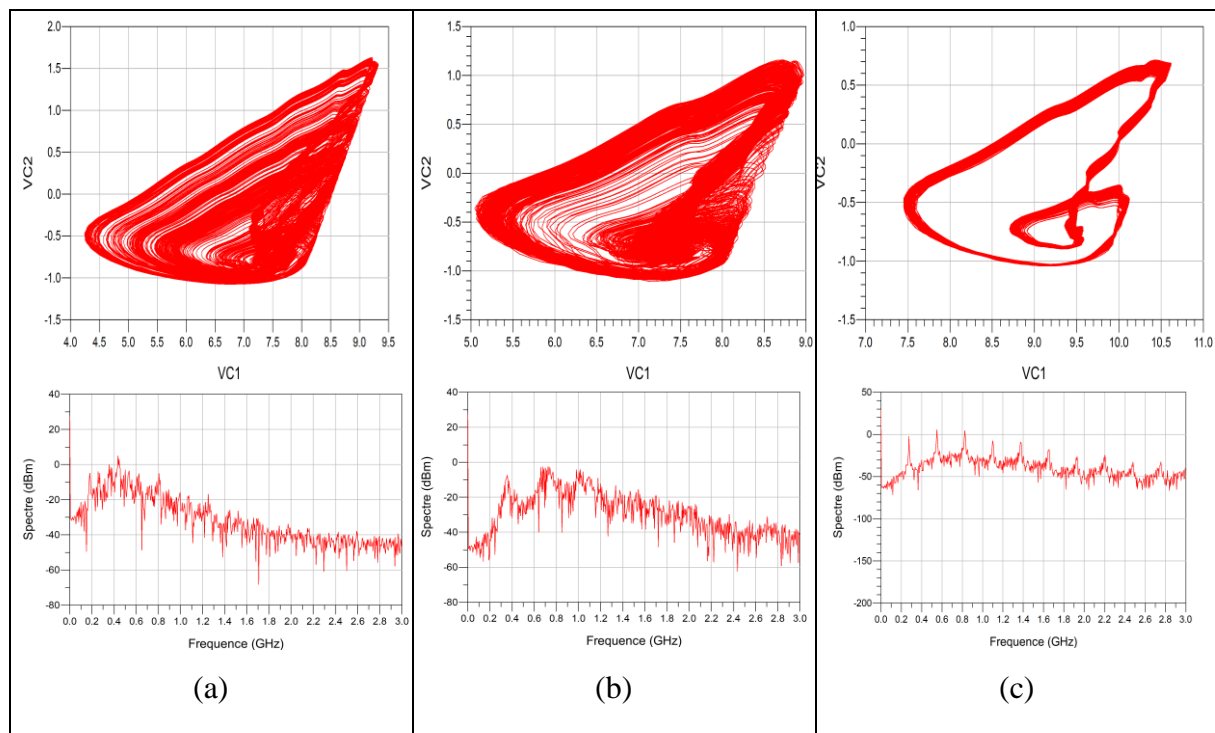 2.0
1.5
1.0
0.5
0.0
-0.5
-1.0
-1.5
VC2
4.0 4.5 5.0 5.5 6.0 6.5 7.0 7.5 8.0 8.5 9.0 9.5
VC1
40
20
0
-20
-40
-60
-80
Spectre (dBm)
0.0 0.2 0.4 0.6 0.8 1.0 1.2 1.4 1.6 1.8 2.0 2.2 2.4 2.6 2.8 3.0
Frequence (GHz)
(a)
1.5
1.0
0.5
0.0
-0.5
-1.0
-1.5
VC2
5.0 5.5 6.0 6.5 7.0 7.5 8.0 8.5 9.0
VC1
40
20
0
-20
-40
-60
-80
Spectre (dBm)
0.0 0.2 0.4 0.6 0.8 1.0 1.2 1.4 1.6 1.8 2.0 2.2 2.4 2.6 2.8 3.0
Frequence (GHz)
(b)
1.0
0.5
0.0
-0.5
-1.0
-1.5
VC2
7.0 7.5 8.0 8.5 9.0 9.5 10.0 10.5 11.0
VC1
50
0
-50
-100
-150
-200
Spectre (dBm)
0.0 0.2 0.4 0.6 0.8 1.0 1.2 1.4 1.6 1.8 2.0 2.2 2.4 2.6 2.8 3.0
Frequence (GHz)
(c)